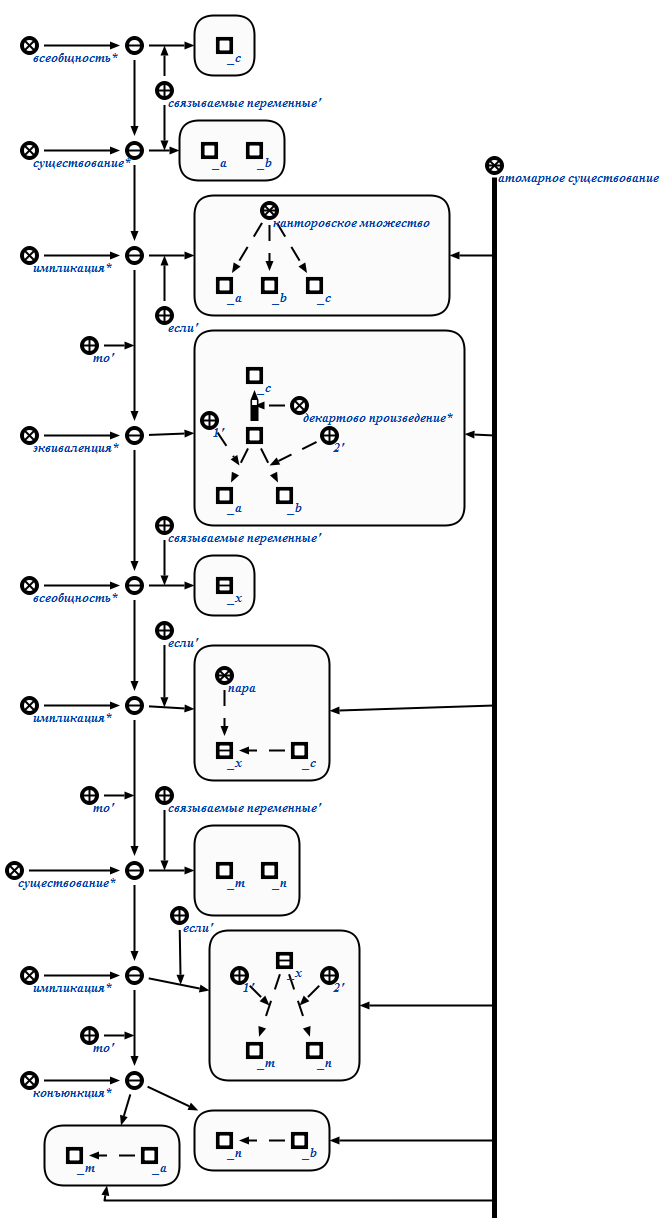 всеобщность*
_c
связываемые переменные'
существование*
_a
_b
атомарное существование
канторовское множество
импликация*
_a
_b
_c
если'
то'
_c
декартово произведение*
1'
эквиваленция*
2'
_a
_b
связываемые переменные'
всеобщность*
_x
если'
пара
импликация*
_x
_c
то'
связываемые переменные'
существование*
_m
_n
если'
_x
импликация*
1'
2'
то'
_m
_n
конъюнкция*
_n
_b
_m
_a